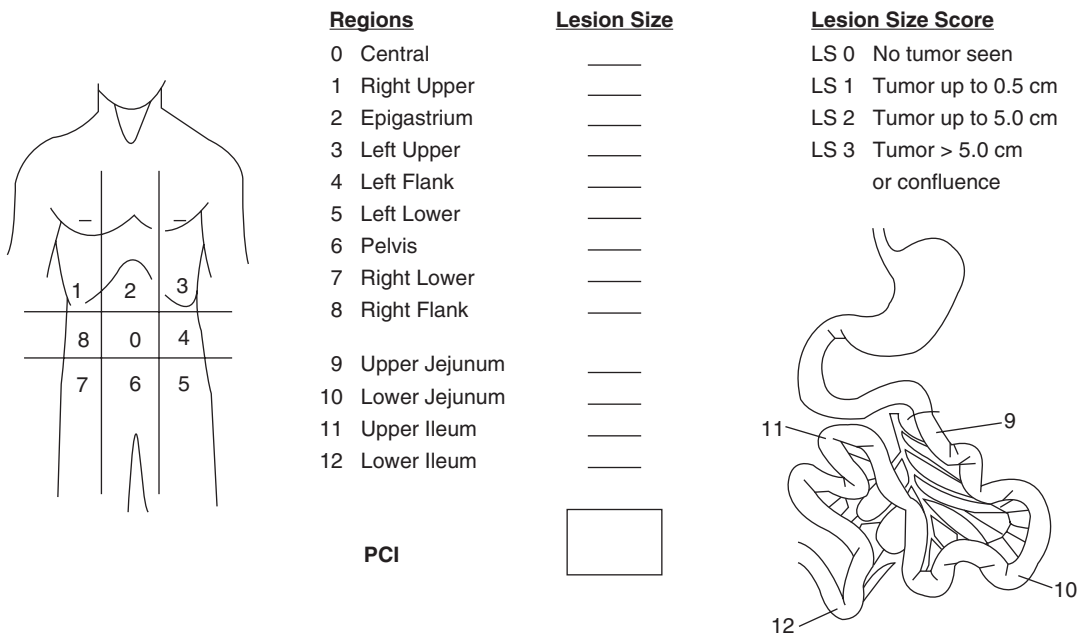 Regions Lesion Size Lesion Size Score
0 Central
1 Right Upper
2 Epigastrium
3 Left Upper
4 Left Flank
5 Left Lower
6 Pelvis
7 Right Lower
8 Right Flank
9 Upper Jejunum
10 Lower Jejunum
11 Upper Ileum
12 Lower Ileum
PCI
LS 0 No tumor seen
LS 1 Tumor up to 0.5 cm
LS 2 Tumor up to 5.0 cm
LS 3 Tumor > 5.0 cm
or confluence
1 2 3
8 0 4
7 6 5
11
9
10
12